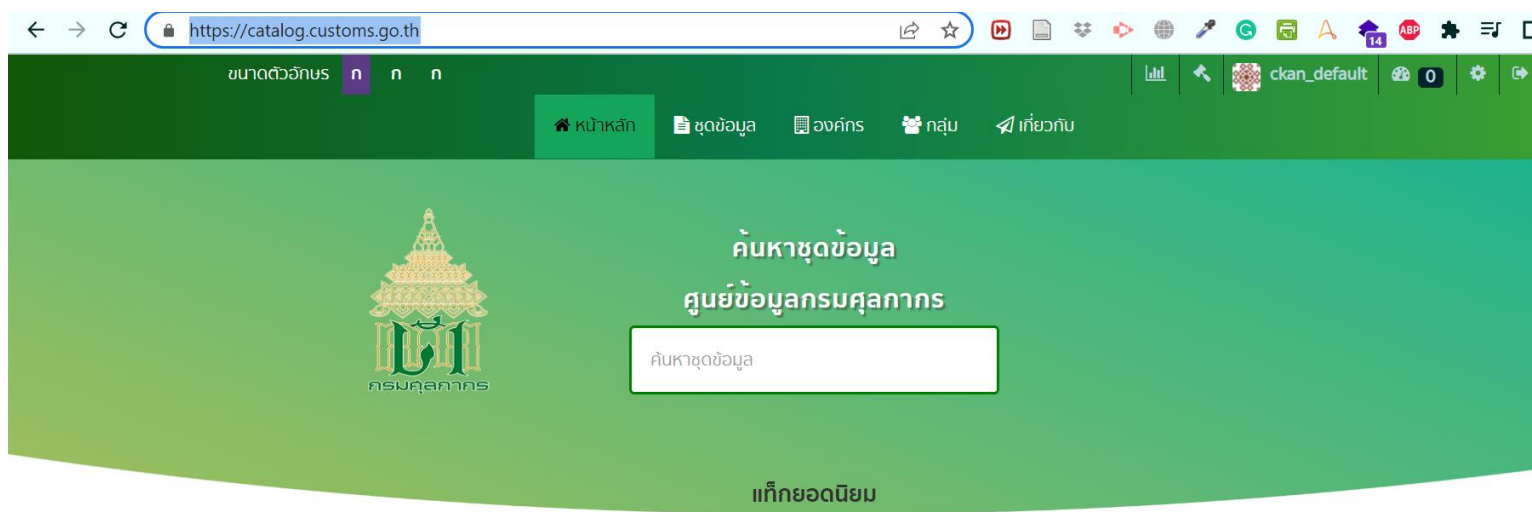 https://catalog.customs.go.th
14
ABP
ขนาดตัวอักษร ก ก ก
ckan_default 0
หน้าหลัก ชุดข้อมูล องค์กร กลุ่ม เกี่ยวกับ
ค้นหาชุดข้อมูล
ศูนย์ข้อมูลกรมศุลกากร
ค้นหาชุดข้อมูล
กรมศุลกากร
แท็กยอดนิยม